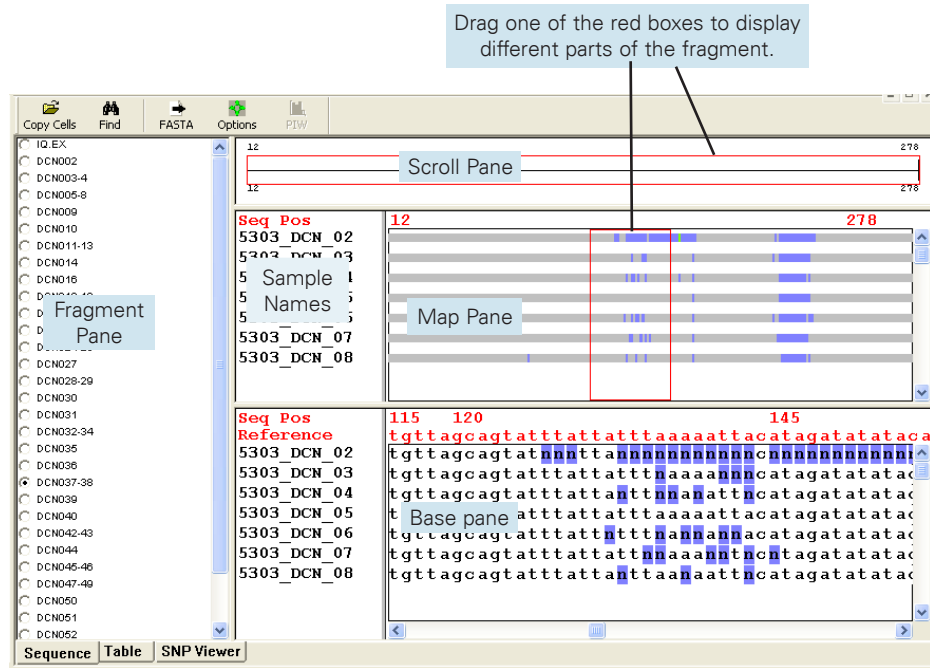 Drag one of the red boxes to display
different parts of the fragment.
Copy Cells Find FASTA Options PIW
IQ.EX
DCN002
DCN003-4
DCN005-8
DCN009
DCN010
DCN011-13
DCN014
DCN016
Fragment
Pane
DCN027
DCN028-29
DCN030
DCN031
DCN032-34
DCN035
DCN036
DCN037-38
DCN039
DCN040
DCN042-43
DCN044
DCN045-46
DCN047-49
DCN050
DCN051
DCN052
12 278
Scroll Pane
12 278
Seq Pos 12 278
5303_DCN_02
Sample
Names
Map Pane
5303_DCN_07
5303_DCN_08
Seq Pos 115 120 145
Reference tgttagcagtatttattatttaaaaattacatagatatataca
5303_DCN_02 tgttagcagtatnnnttannnnnnnnnnncnnnnnnnnnnnn
5303_DCN_03 tgttagcagtatttattatttnaaaannncatagatatatac
5303_DCN_04 tgttagcagtatttattanttnnanattncatagatatatac
5303_DCN_05
Base pane
5303_DCN_06
5303_DCN_07 tgttagcagtatttattattnnaaanntncntagatatatac
5303_DCN_08 tgttagcagtatttattanttaanaattncatagatatatac
Sequence Table SNP Viewer